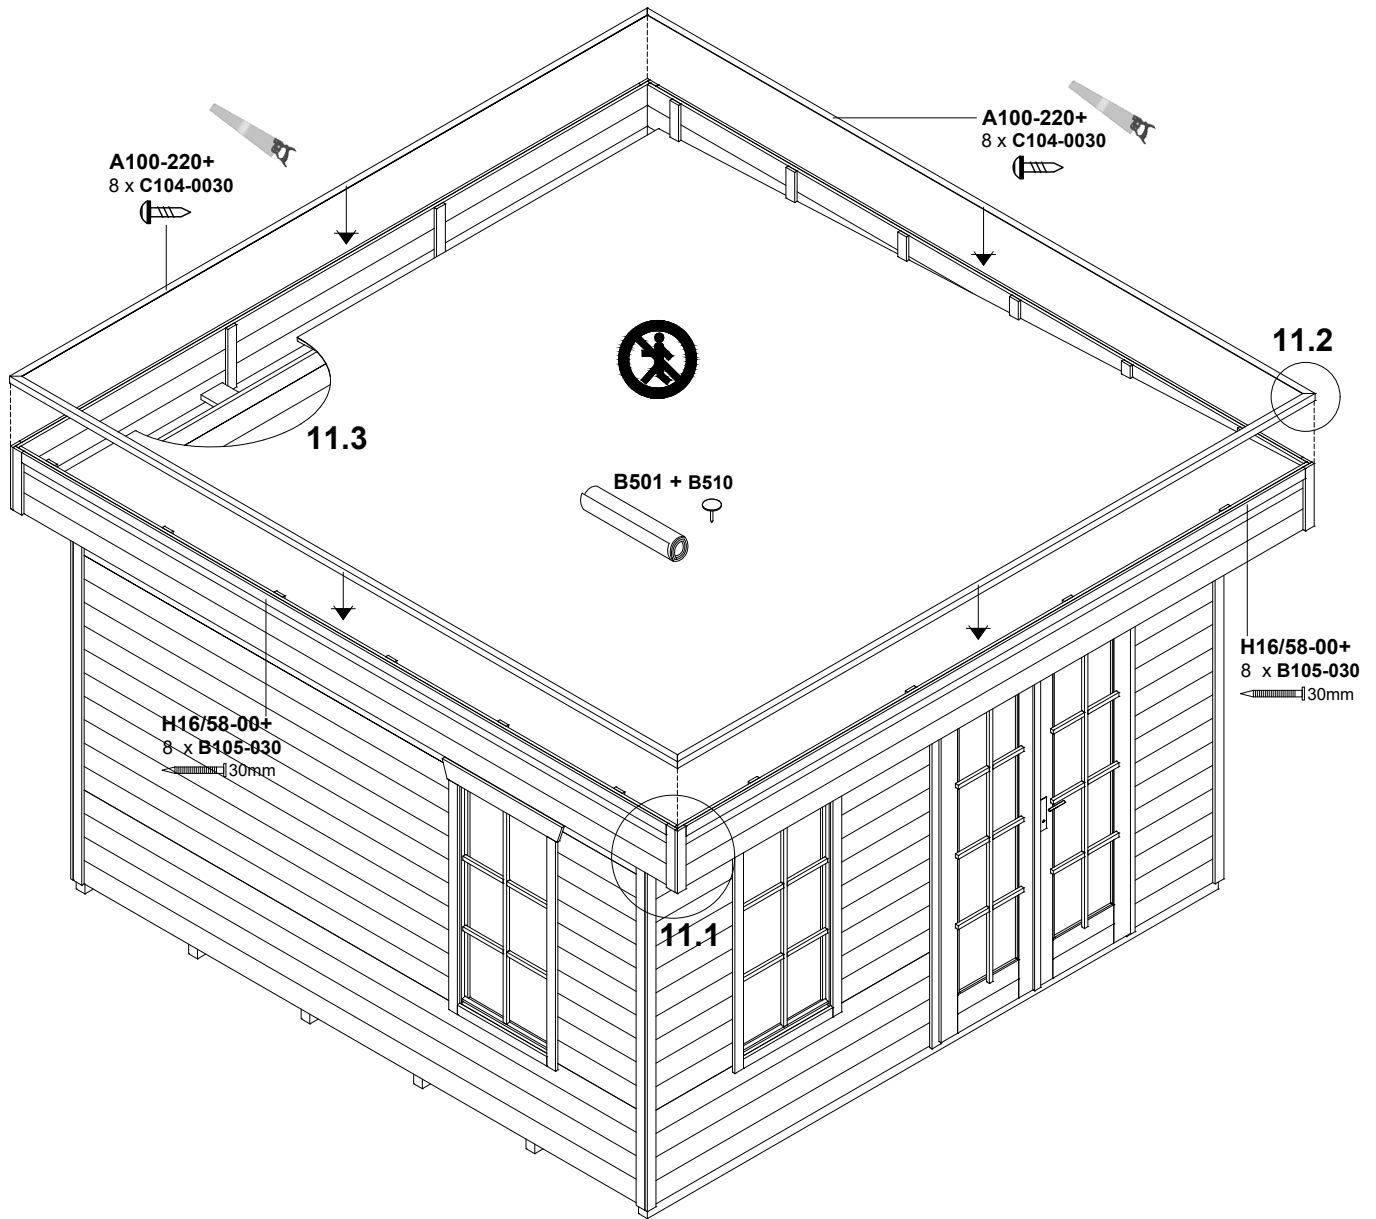 A100-220+
8 x C104-0030
A100-220+
8 x C104-0030
11.2
11.3
B501 + B510
H16/58-00+
8 x B105-030
30mm
H16/58-00+
8 x B105-030
30mm
11.1